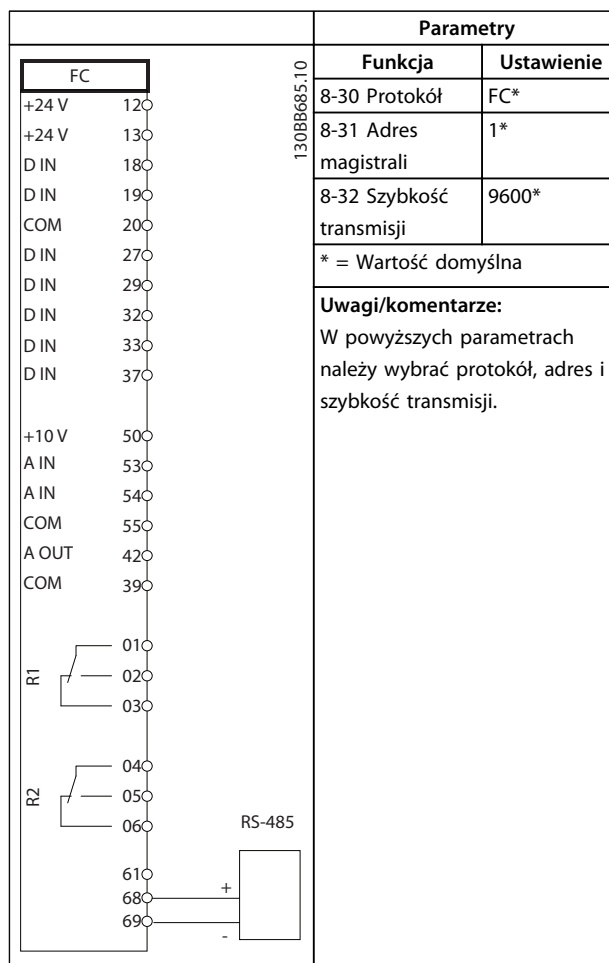 FC
+24 V 12
+24 V 13
D IN 18
D IN 19
COM 20
D IN 27
D IN 29
D IN 32
D IN 33
D IN 37
+10 V 50
A IN 53
A IN 54
COM 55
A OUT 42
COM 39
R1
01
02
03
R2
04
05
06
61
68
69
RS-485
+
-
130BB685.10
Parametry
Funkcja Ustawienie
8-30 Protokół FC*
8-31 Adres 1*
magistrali
8-32 Szybkość 9600*
transmisji
* = Wartość domyślna
Uwagi/komentarze:
W powyższych parametrach
należy wybrać protokół, adres i
szybkość transmisji.